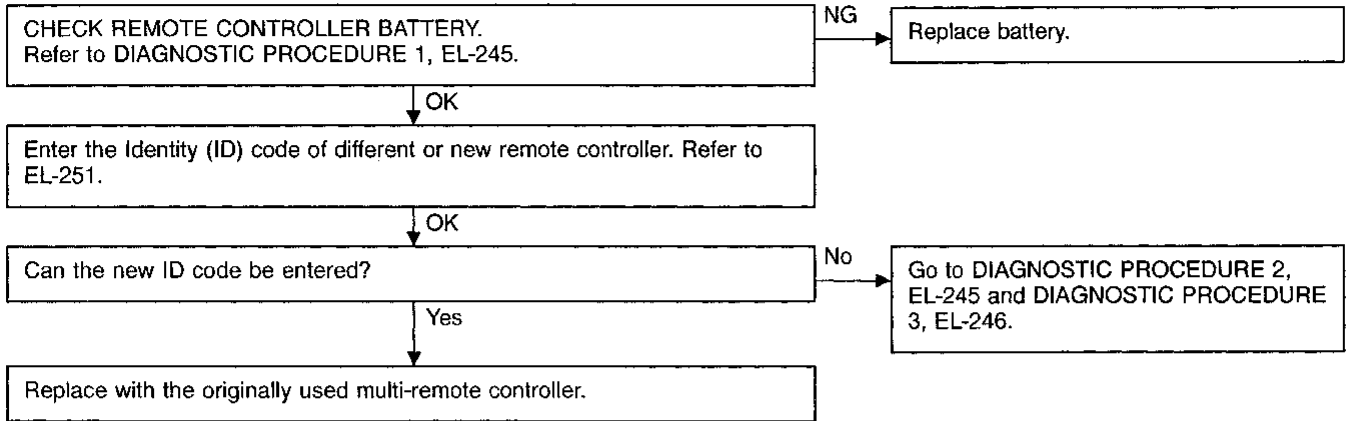 CHECK REMOTE CONTROLLER BATTERY.
Refer to DIAGNOSTIC PROCEDURE 1, EL-245.
NG
Replace battery.
OK
Enter the Identity (ID) code of different or new remote controller. Refer to
EL-251.
OK
Can the new ID code be entered?
No
Go to DIAGNOSTIC PROCEDURE 2,
EL-245 and DIAGNOSTIC PROCEDURE
3, EL-246.
Yes
Replace with the originally used multi-remote controller.